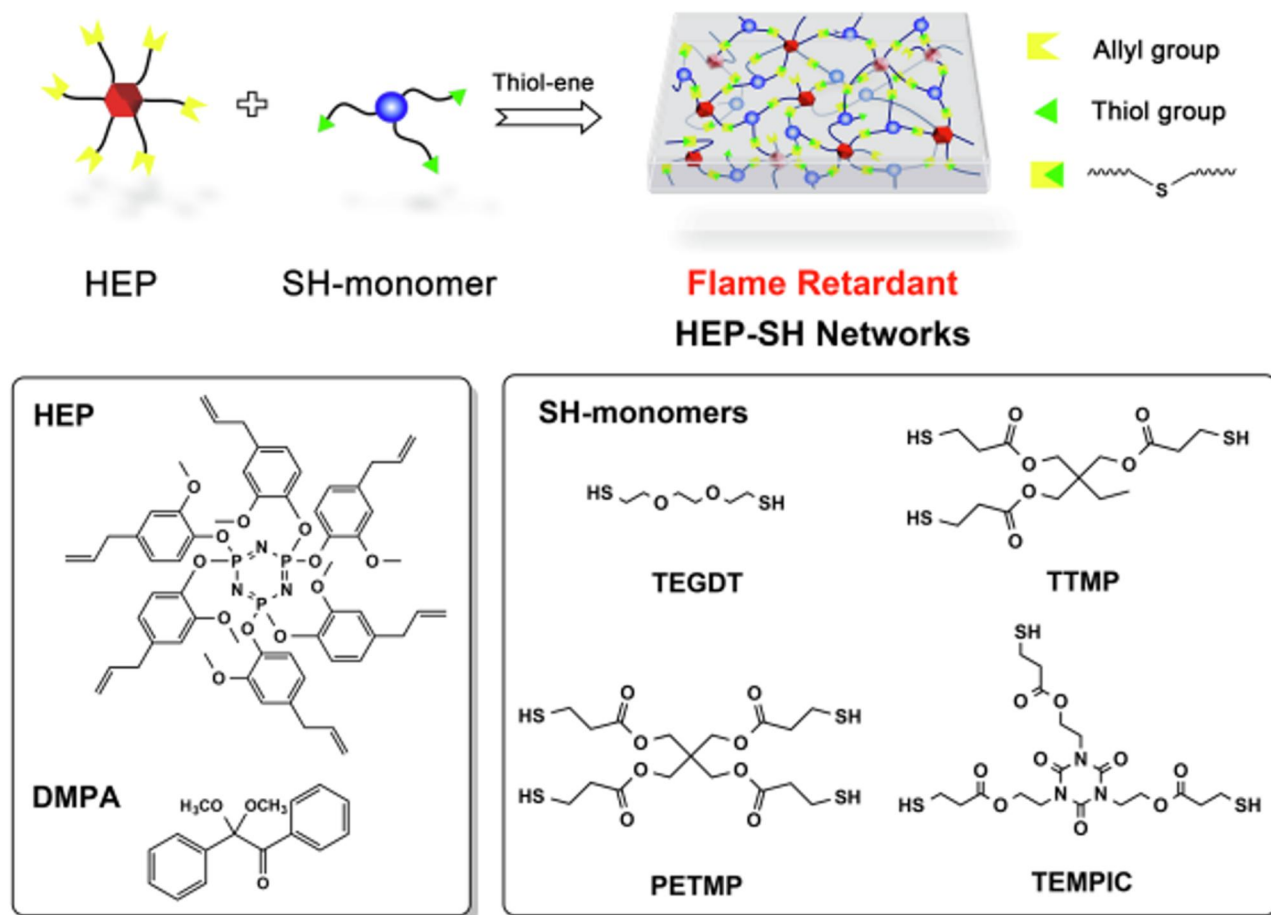 Thiol-ene
Allyl group
Thiol group
S
HEP
SH-monomer
Flame Retardant
HEP-SH Networks
HEP
O
O
O
O
O
O
P
N
P
O
O
N
N
P
O
O
O
O
O
O
DMPA
H₃CO
OCH₃
O
SH-monomers
HS
O
O
SH
TEGDT
HS
O
O
O
O
SH
HS
O
O
TTMP
HS
O
O
O
O
SH
HS
O
O
O
O
SH
PETMP
SH
O
O
O
N
O
HS
O
O
N
N
O
O
SH
O
TEMPIC